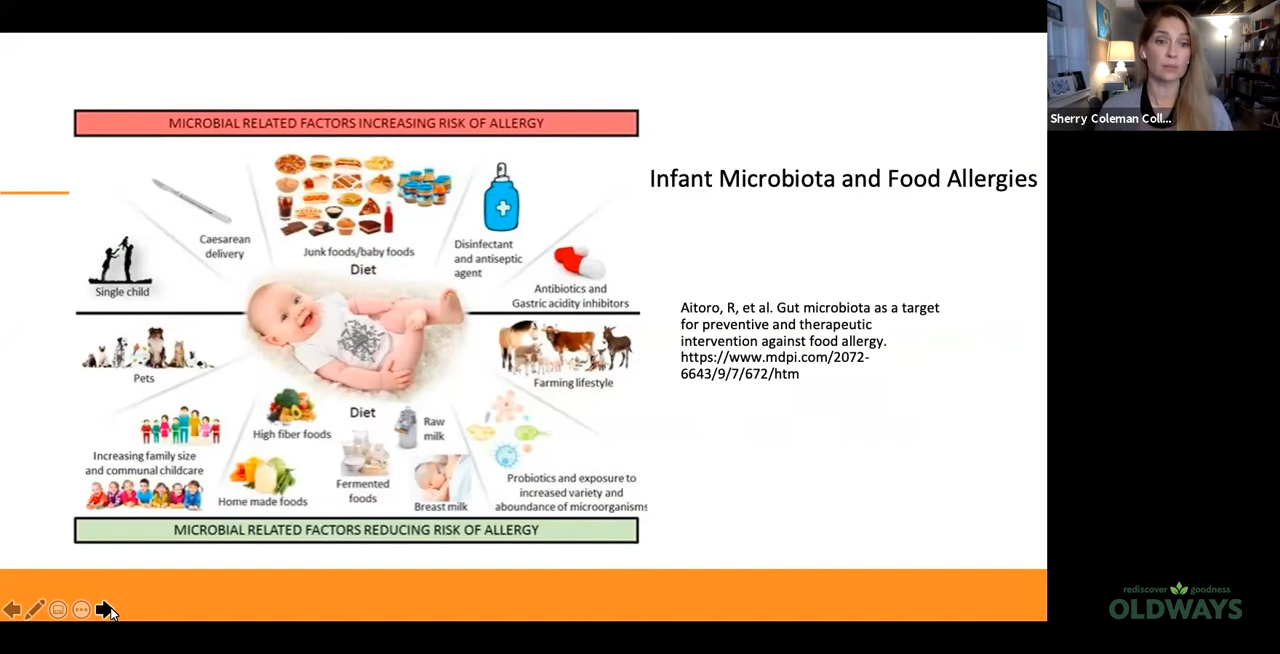 MICROBIAL RELATED FACTORS INCREASING RISK OF ALLERGY
Caesarean
delivery
Junk foods/baby foods
Diet
Disinfectant
and antiseptic
agent
Single child
Antibiotics and
Gastric acidity inhibitors
Pets
Farming lifestyle
Increasing family size
and communal childcare
Diet
High fiber foods
Raw
milk
Home made foods
Fermented
foods
Breast milk
Probiotics and exposure to
increased variety and
aboundance of microorganisms
MICROBIAL RELATED FACTORS REDUCING RISK OF ALLERGY
Infant Microbiota and Food Allergies
Aitoro, R, et al. Gut microbiota as a target
for preventive and therapeutic
intervention against food allergy.
https://www.mdpi.com/2072-
6643/9/7/672/htm
Sherry Coleman Coll...
rediscover goodness
OLDWAYS